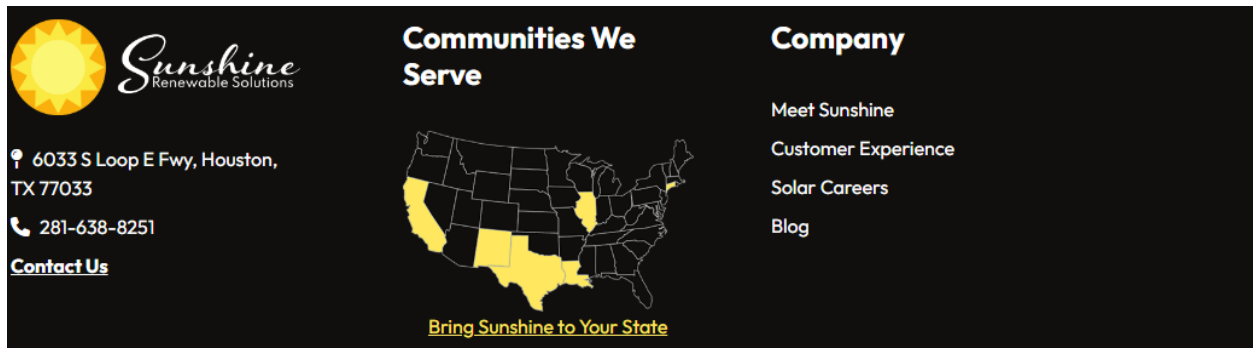 Sunshine
Renewable Solutions
6033 S Loop E Fwy, Houston,
TX 77033
281-638-8251
Contact Us
Communities We
Serve
Bring Sunshine to Your State
Company
Meet Sunshine
Customer Experience
Solar Careers
Blog